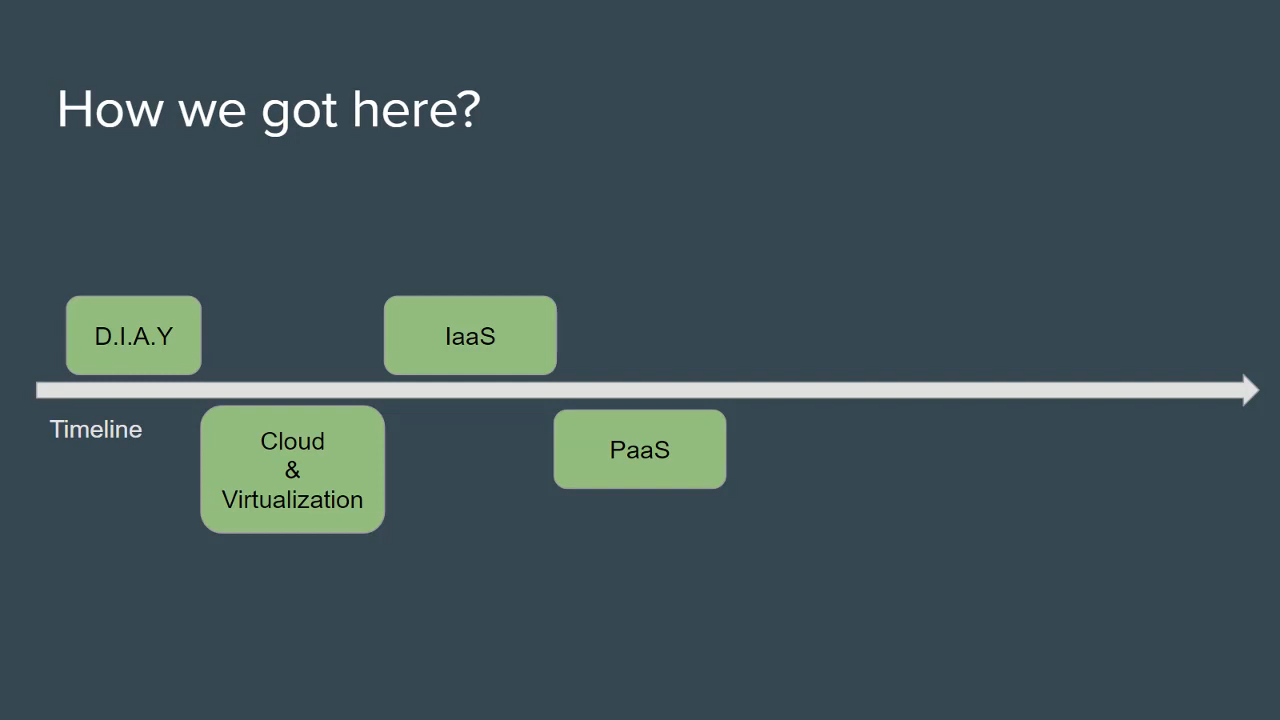 How we got here?
D.I.A.Y
IaaS
Timeline
Cloud
&
Virtualization
PaaS